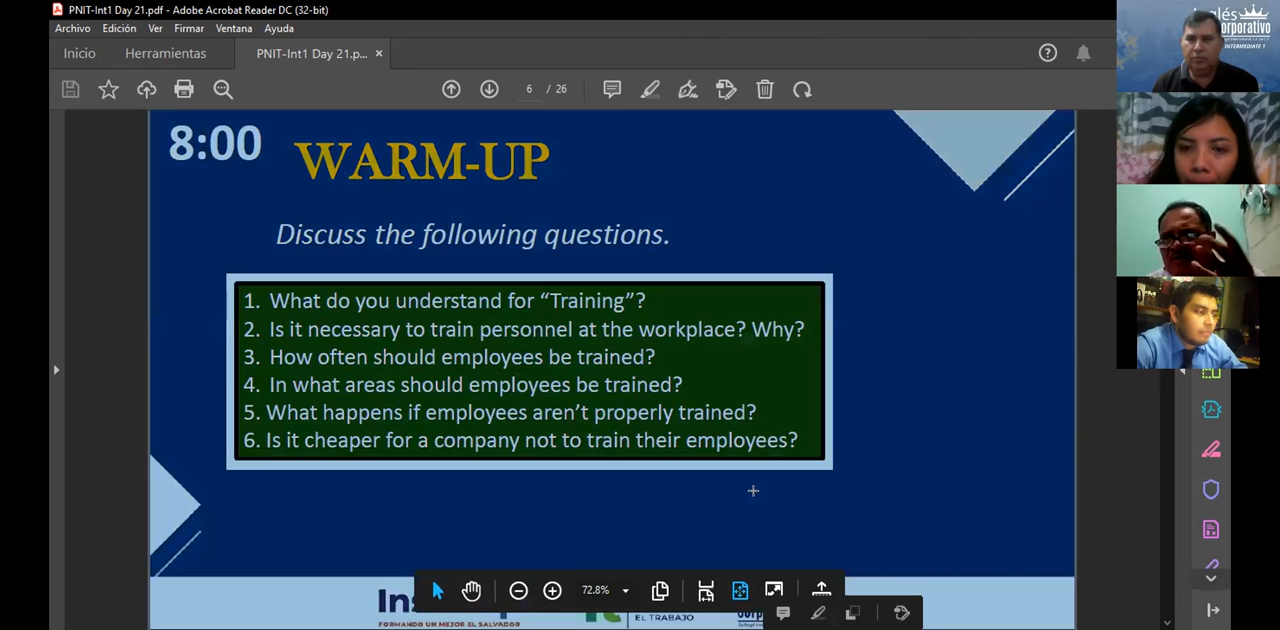 PNIT-Int1 Day 21.pdf - Adobe Acrobat Reader DC (32-bit)
Archivo Edición Ver Firmar Ventana Ayuda
Inicio Herramientas PNIT-Int1 Day 21.p... ×
6 / 26
8:00 WARM-UP
Discuss the following questions.
1. What do you understand for “Training”?
2. Is it necessary to train personnel at the workplace? Why?
3. How often should employees be trained?
4. In what areas should employees be trained?
5. What happens if employees aren’t properly trained?
6. Is it cheaper for a company not to train their employees?
72.8%
FORMANDO UN MEJOR EL SALVADOR
EL TRABAJO
Inglés
INTERMEDIATE 1